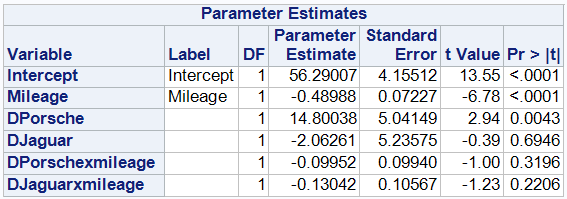 Parameter Estimates
Variable Label DF Parameter Estimate Standard Error t Value Pr > |t|
Intercept Intercept 1 56.29007 4.15512 13.55 <.0001
Mileage Mileage 1 -0.48988 0.07227 -6.78 <.0001
DPorsche 1 14.80038 5.04149 2.94 0.0043
DJaguar 1 -2.06261 5.23575 -0.39 0.6946
DPorschexmileage 1 -0.09952 0.09940 -1.00 0.3196
DJaguarxmileage 1 -0.13042 0.10567 -1.23 0.2206